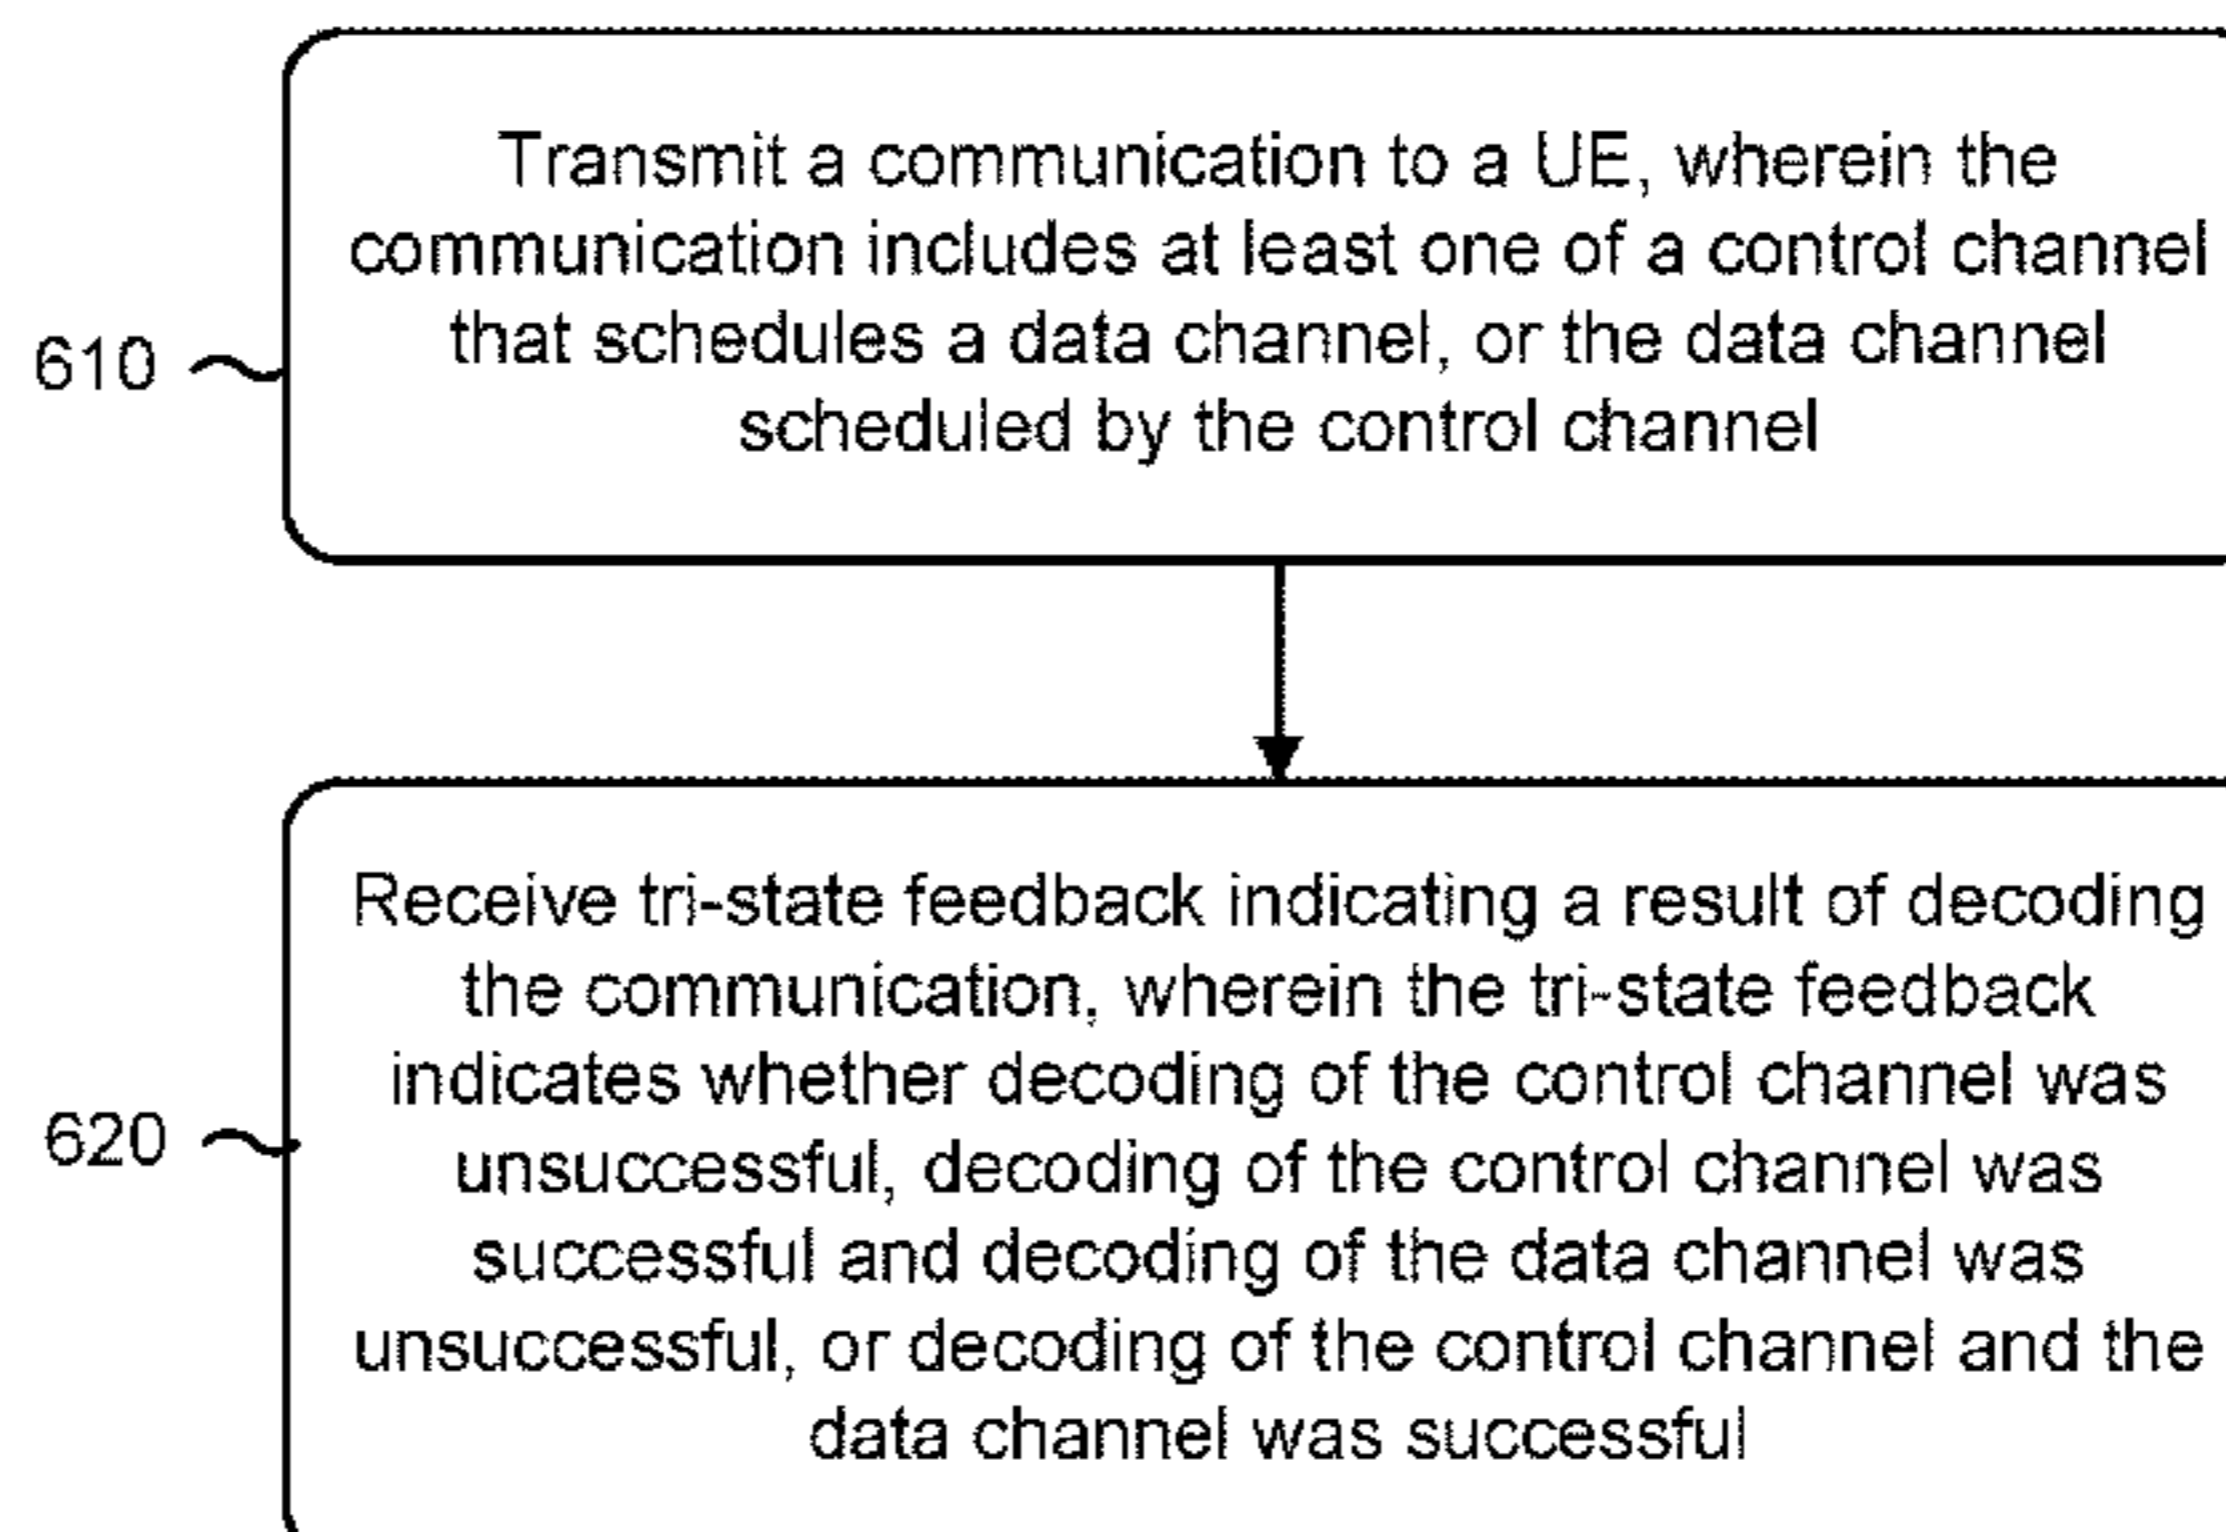 Transmit a communication to a UE, wherein the
communication includes at least one of a control channel
that schedules a data channel, or the data channel
scheduled by the control channel
610
Receive tri-state feedback indicating a result of decoding
the communication, wherein the tri-state feedback
indicates whether decoding of the control channel was
unsuccessful, decoding of the control channel was
successful and decoding of the data channel was
unsuccessful, or decoding of the control channel and the
data channel was successful
620